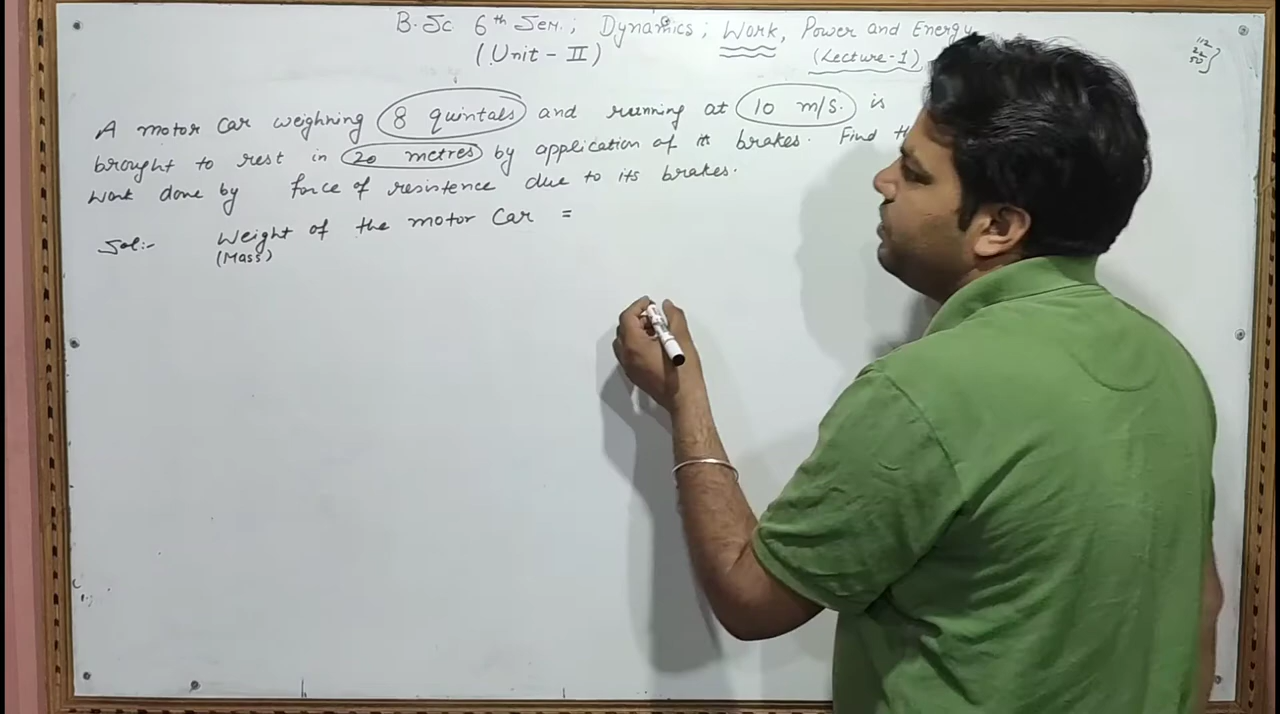 B.Sc 6th Sem.; Dynamics; Work, Power and Energy
(Unit - II) (Lecture-1)
A motor car weighning 8 quintals and running at 10 m/s. is
brought to rest in 20 metres by application of its brakes. Find
work done by force of resistence due to its brakes.
Sol:- Weight of the motor Car =
(Mass)